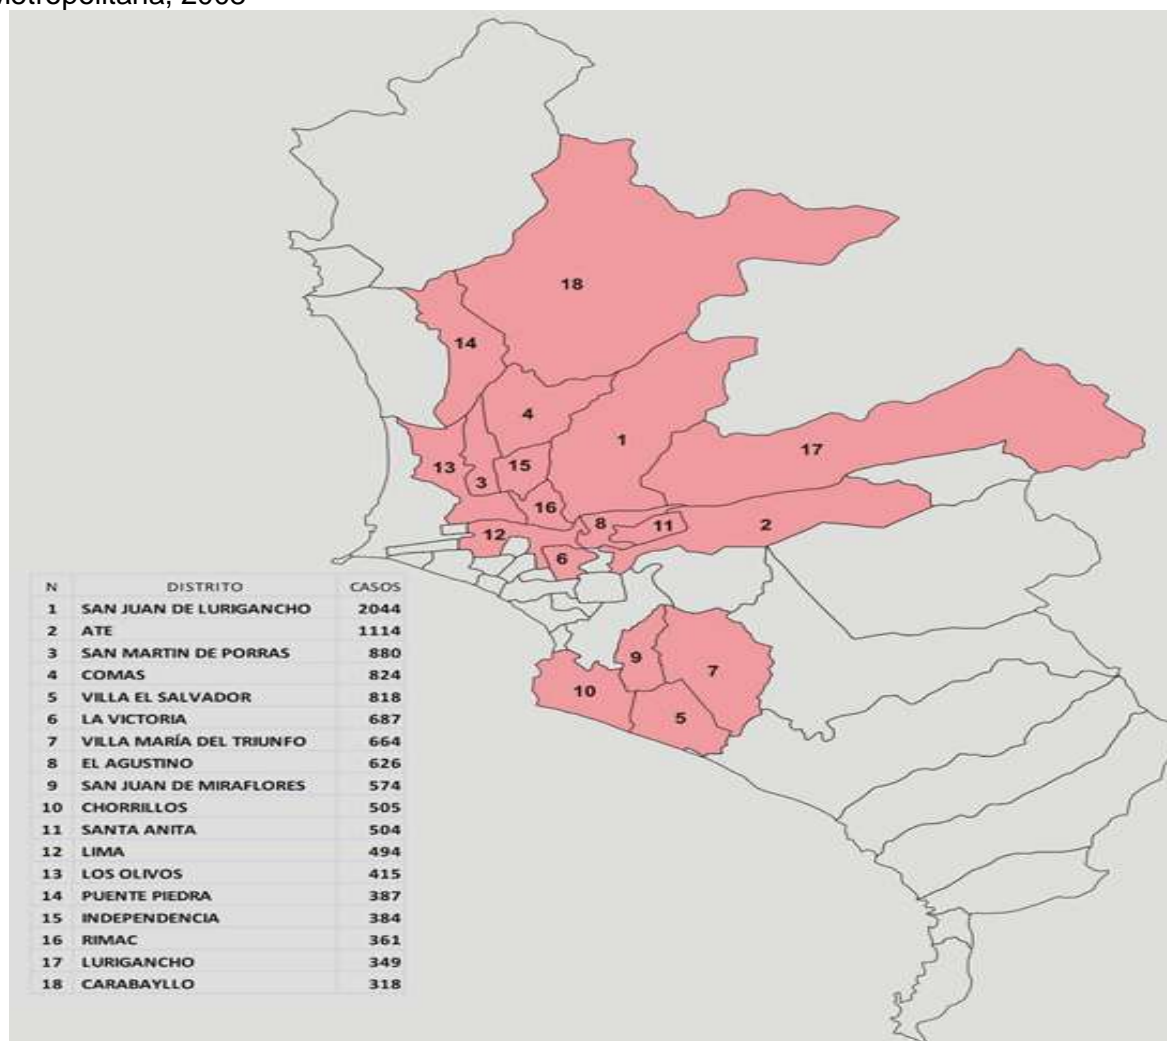 18
14
4
1
17
13
15
3
16
8
11
2
12
6
9
7
10
5
N DISTRITO CASOS
1 SAN JUAN DE LURIGANCHO 2044
2 ATE 1114
3 SAN MARTIN DE PORRAS 880
4 COMAS 824
5 VILLA EL SALVADOR 818
6 LA VICTORIA 687
7 VILLA MARÍA DEL TRIUNFO 664
8 EL AGUSTINO 626
9 SAN JUAN DE MIRAFLORES 574
10 CHORRILLOS 505
11 SANTA ANITA 504
12 LIMA 494
13 LOS OLIVOS 415
14 PUENTE PIEDRA 387
15 INDEPENDENCIA 384
16 RIMAC 361
17 LURIGANCHO 349
18 CARABAYLLO 318